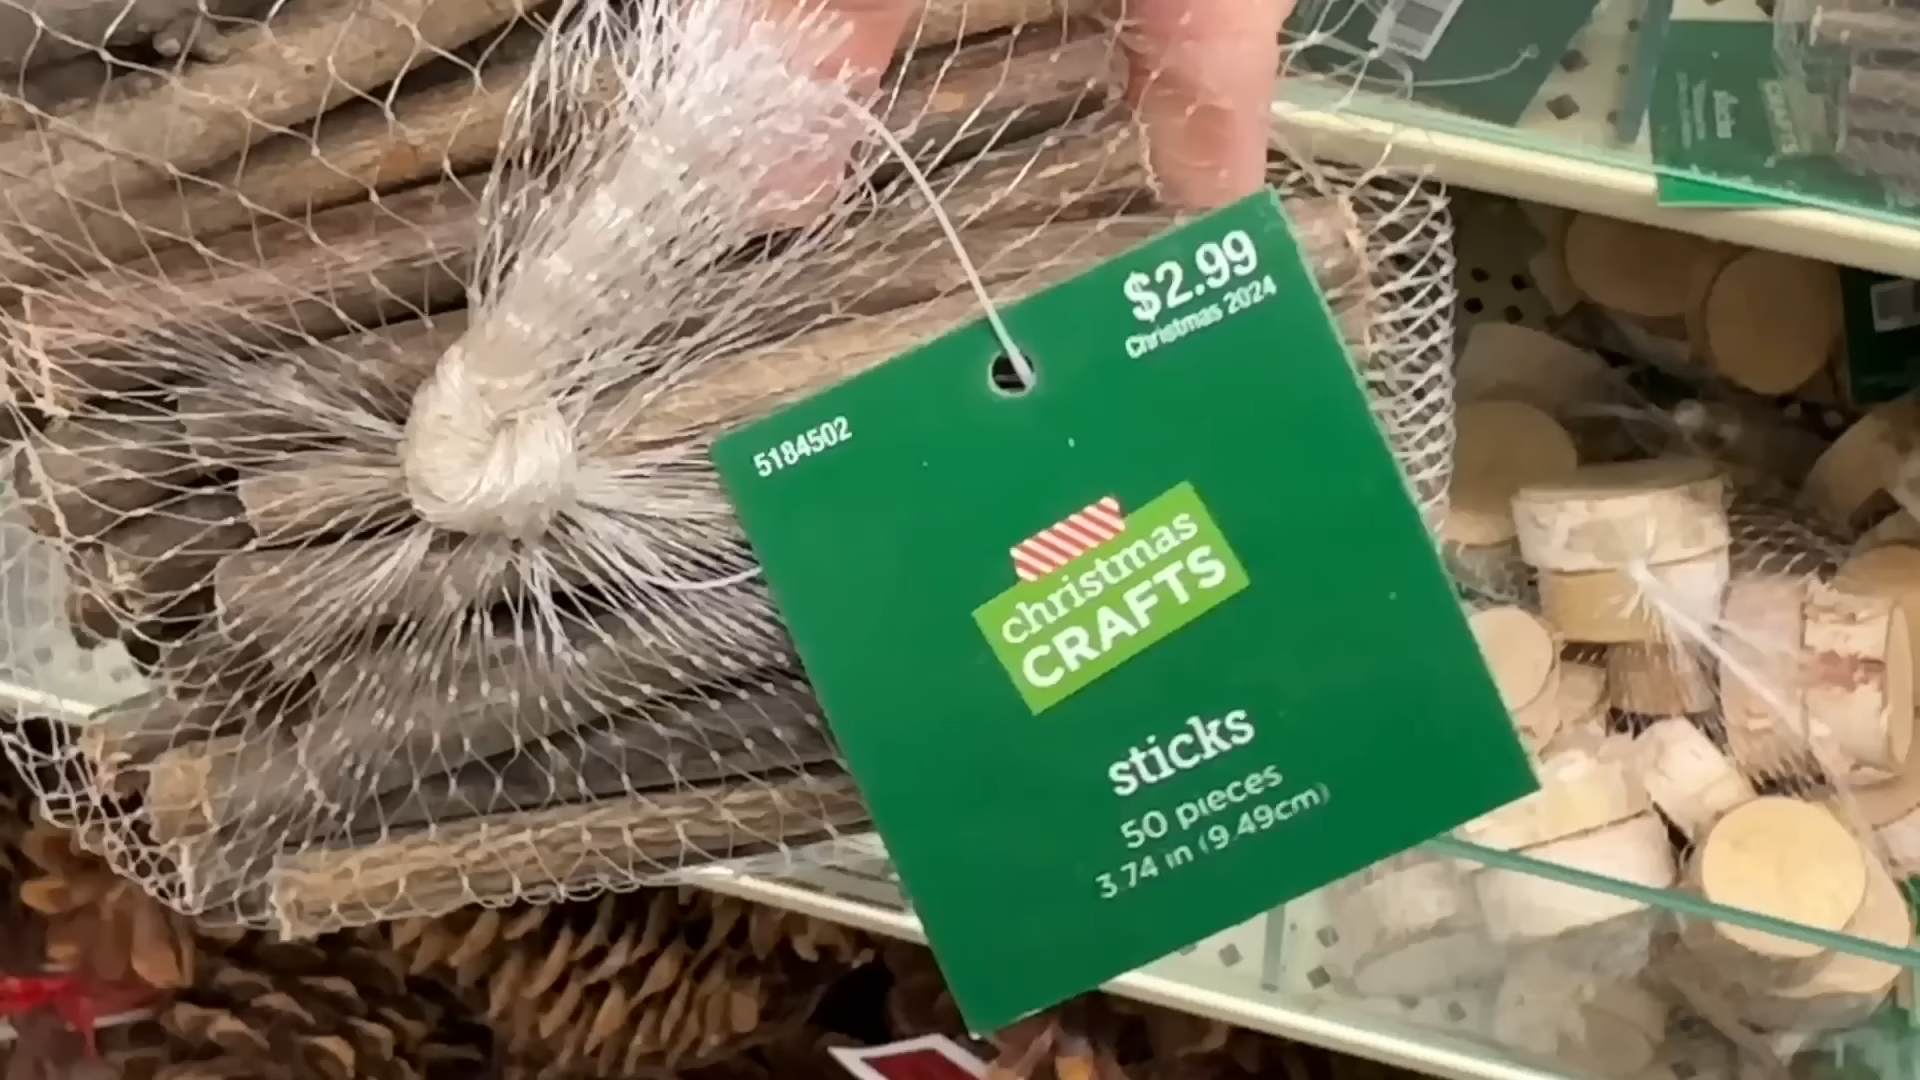 $2.99
Christmas 2024
5184502
christmas
CRAFTS
sticks
50 pieces
3.74 in (9.49cm)